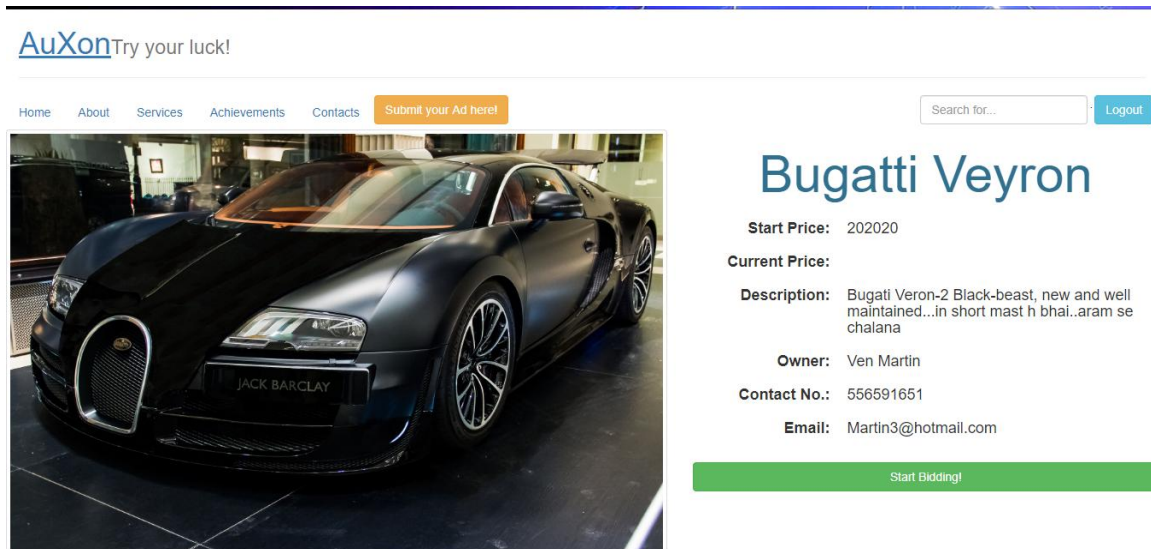 AuXonTry your luck!
Home About Services Achievements Contacts Submit your Ad here! Search for... Logout
JACK BARCLAY
Bugatti Veyron
Start Price: 202020
Current Price:
Description: Bugati Veron-2 Black-beast, new and well
maintained...in short mast h bhai..aram se
chalana
Owner: Ven Martin
Contact No.: 556591651
Email: Martin3@hotmail.com
Start Bidding!